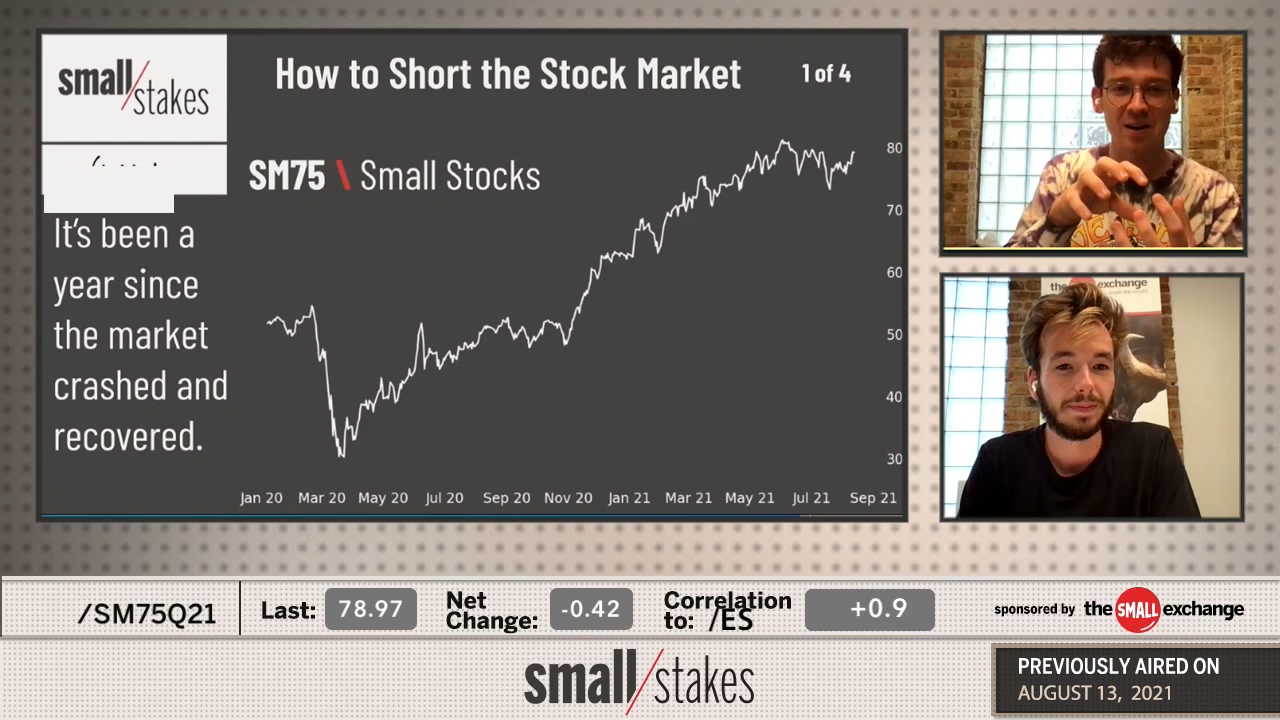 small/stakes
How to Short the Stock Market
1 of 4
SM75 \ Small Stocks
It's been a
year since
the market
crashed and
recovered.
80
70
60
50
40
30
Jan 20 Mar 20 May 20 Jul 20 Sep 20 Nov 20 Jan 21 Mar 21 May 21 Jul 21 Sep 21
the exchange
/SM75Q21
Last: 78.97
Net
Change: -0.42
Correlation
to: /ES +0.9
sponsored by the SMALL exchange
small/stakes
PREVIOUSLY AIRED ON
AUGUST 13, 2021